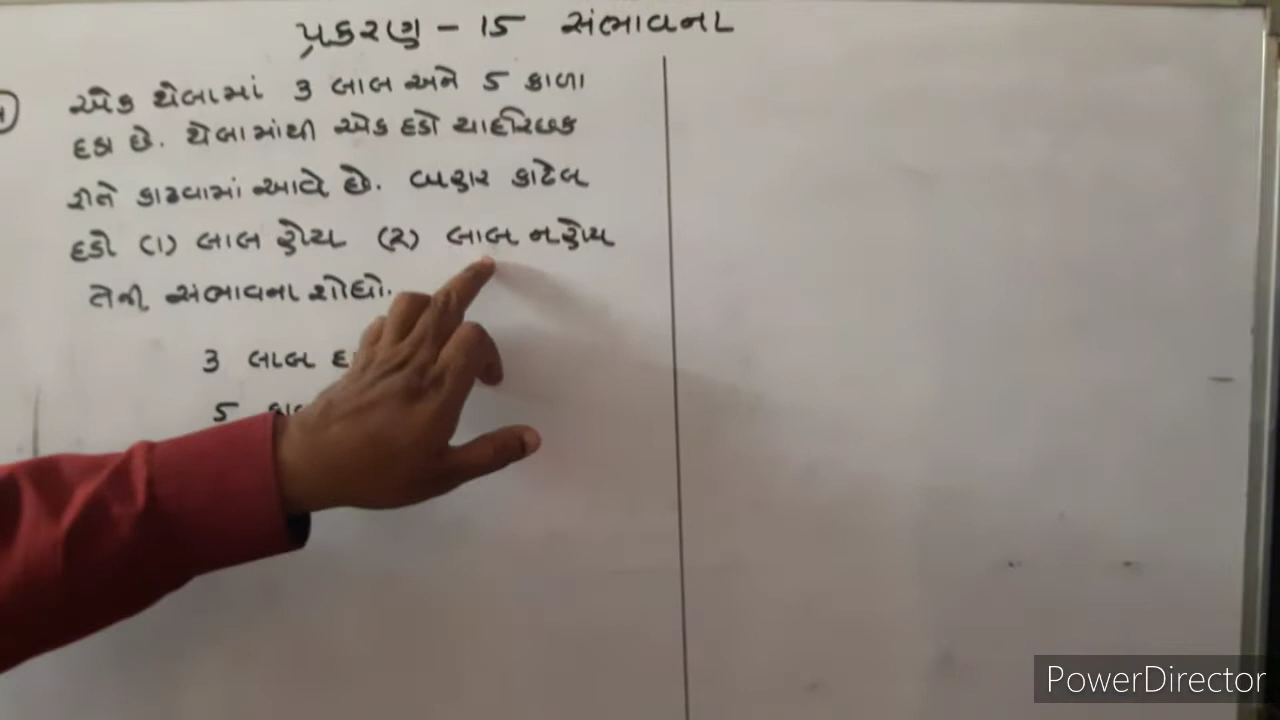 પ્રકરણ - 15 સંભાવના
એક થેલામાં 3 લાલ અને 5 કાળા
દડા છે. થેલામાંથી એક દડો યાદચ્છિક
રીતે કાઢવામાં આવે છે. બહાર કાઢેલ
દડો (1) લાલ હોય (2) લાલ ન હોય
તેની સંભાવના શોધો.
3 લાલ
5
PowerDirector